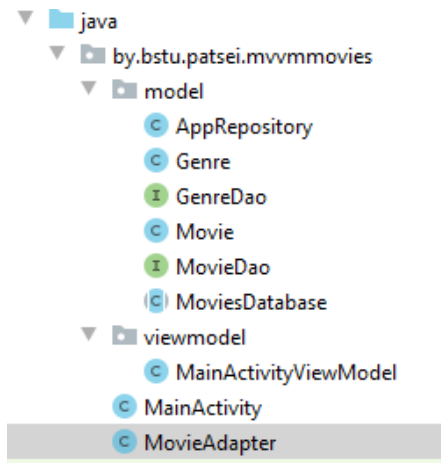 java
by.bstu.patsei.mvvmmovies
model
C AppRepository
C Genre
I GenreDao
C Movie
I MovieDao
C MoviesDatabase
viewmodel
C MainActivityViewModel
C MainActivity
C MovieAdapter